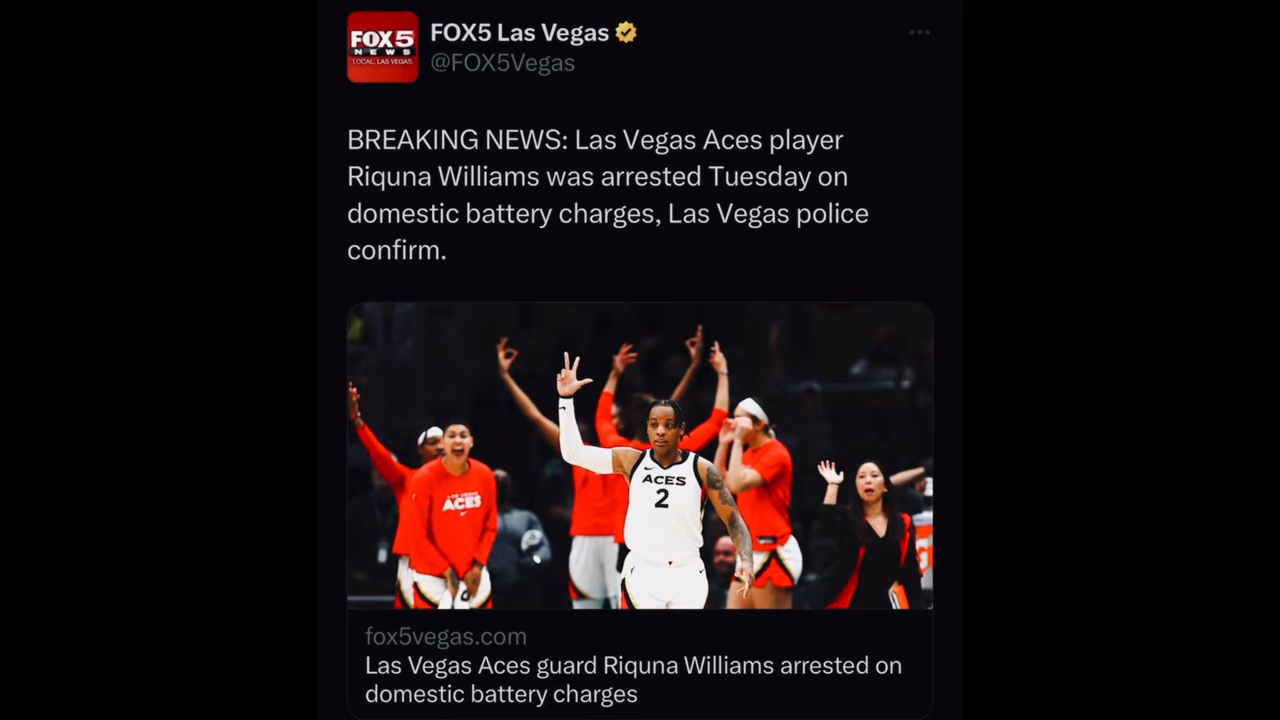 FOX 5
NEWS
LOCAL. LAS VEGAS.
FOX5 Las Vegas
@FOX5Vegas
BREAKING NEWS: Las Vegas Aces player
Riquna Williams was arrested Tuesday on
domestic battery charges, Las Vegas police
confirm.
LAS VEGAS
ACES
ACES
2
fox5vegas.com
Las Vegas Aces guard Riquna Williams arrested on
domestic battery charges